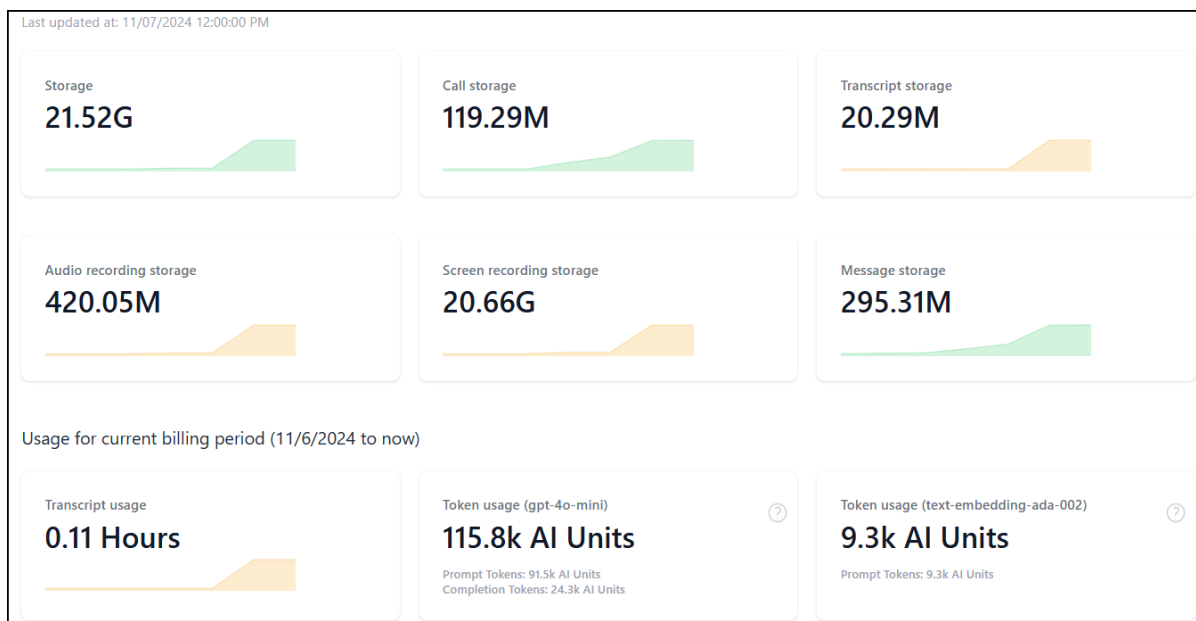 Last updated at: 11/07/2024 12:00:00 PM
Storage
21.52G
Call storage
119.29M
Transcript storage
20.29M
Audio recording storage
420.05M
Screen recording storage
20.66G
Message storage
295.31M
Usage for current billing period (11/6/2024 to now)
Transcript usage
0.11 Hours
Token usage (gpt-4o-mini)
?
115.8k AI Units
Prompt Tokens: 91.5k AI Units
Completion Tokens: 24.3k AI Units
Token usage (text-embedding-ada-002)
?
9.3k AI Units
Prompt Tokens: 9.3k AI Units